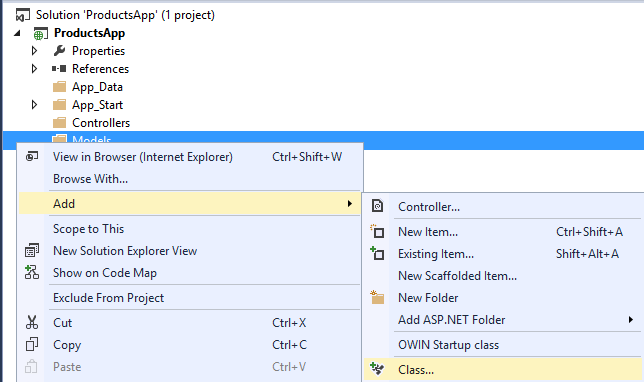 Solution 'ProductsApp' (1 project)
ProductsApp
Properties
References
App_Data
App_Start
Controllers
Models
View in Browser (Internet Explorer) Ctrl+Shift+W
Browse With...
Add
Scope to This
New Solution Explorer View
Show on Code Map
Exclude From Project
Cut Ctrl+X
Copy Ctrl+C
Paste Ctrl+V
Controller...
New Item... Ctrl+Shift+A
Existing Item... Shift+Alt+A
New Scaffolded Item...
New Folder
Add ASP.NET Folder
OWIN Startup class
Class...